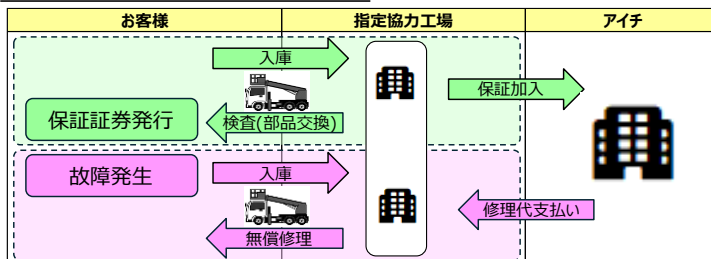 お客様
指定協力工場
アイチ
入庫
保証加入
保証証券発行
検査(部品交換)
故障発生
入庫
修理代支払い
無償修理